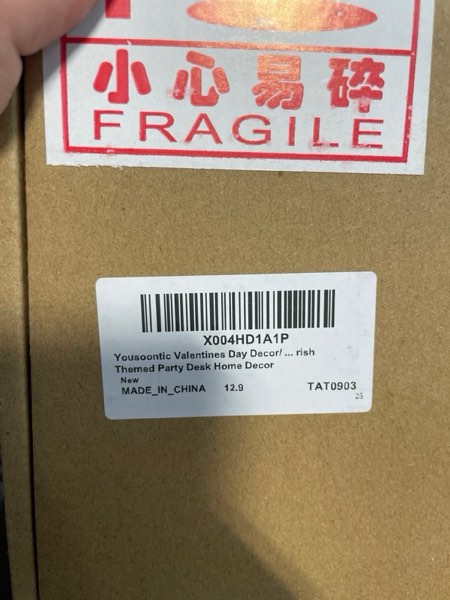 小心易碎
FRAGILE
X004HD1A1P
Yousoontic Valentines Day Decor/ ... rish
Themed Party Desk Home Decor
New
MADE_IN_CHINA 12.9 TAT0903
25